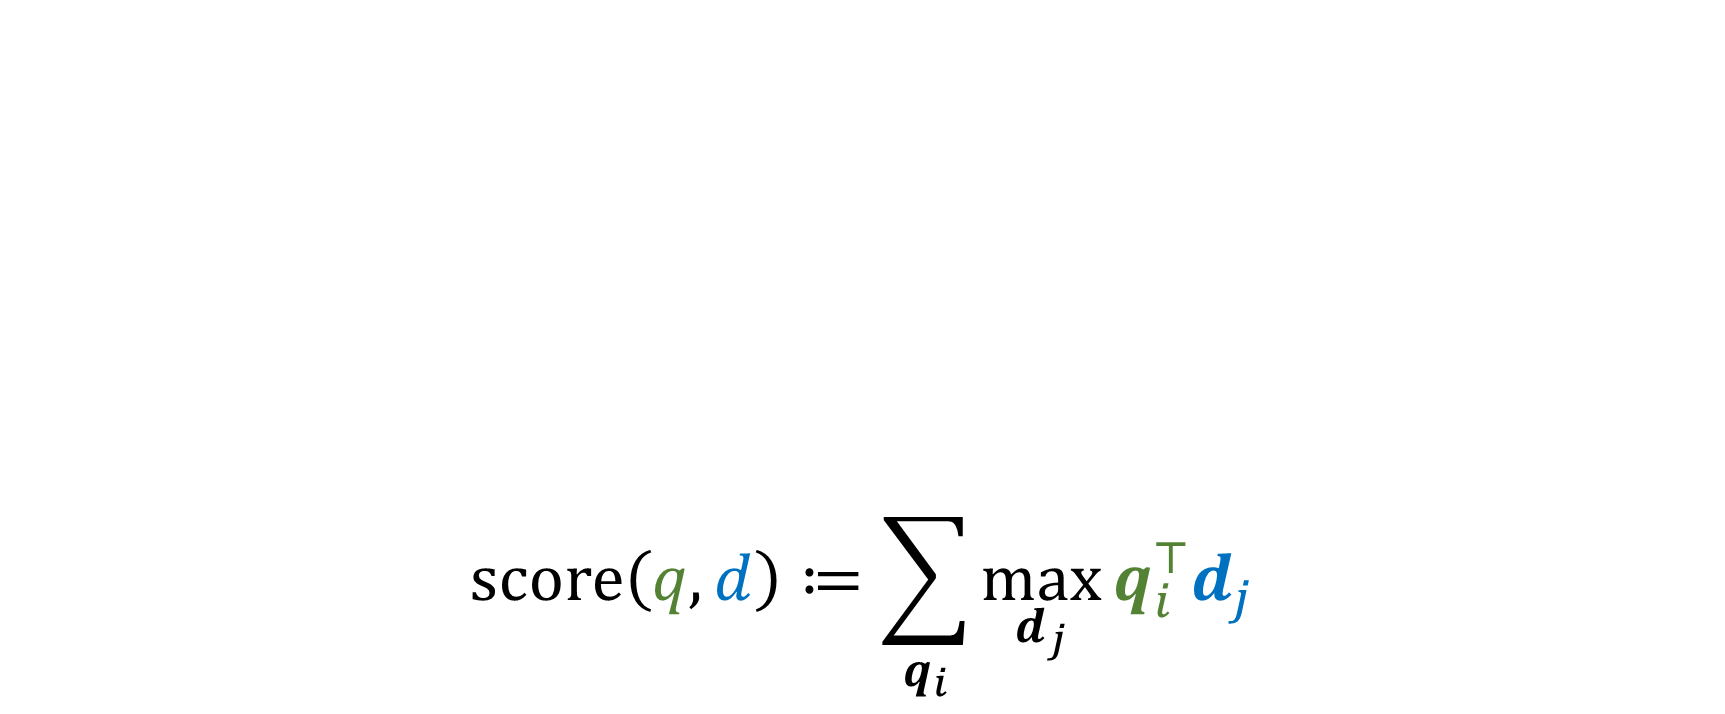 score(q, d) ≔ ∑_{q_i} max_{d_j} q_i^⊤ d_j